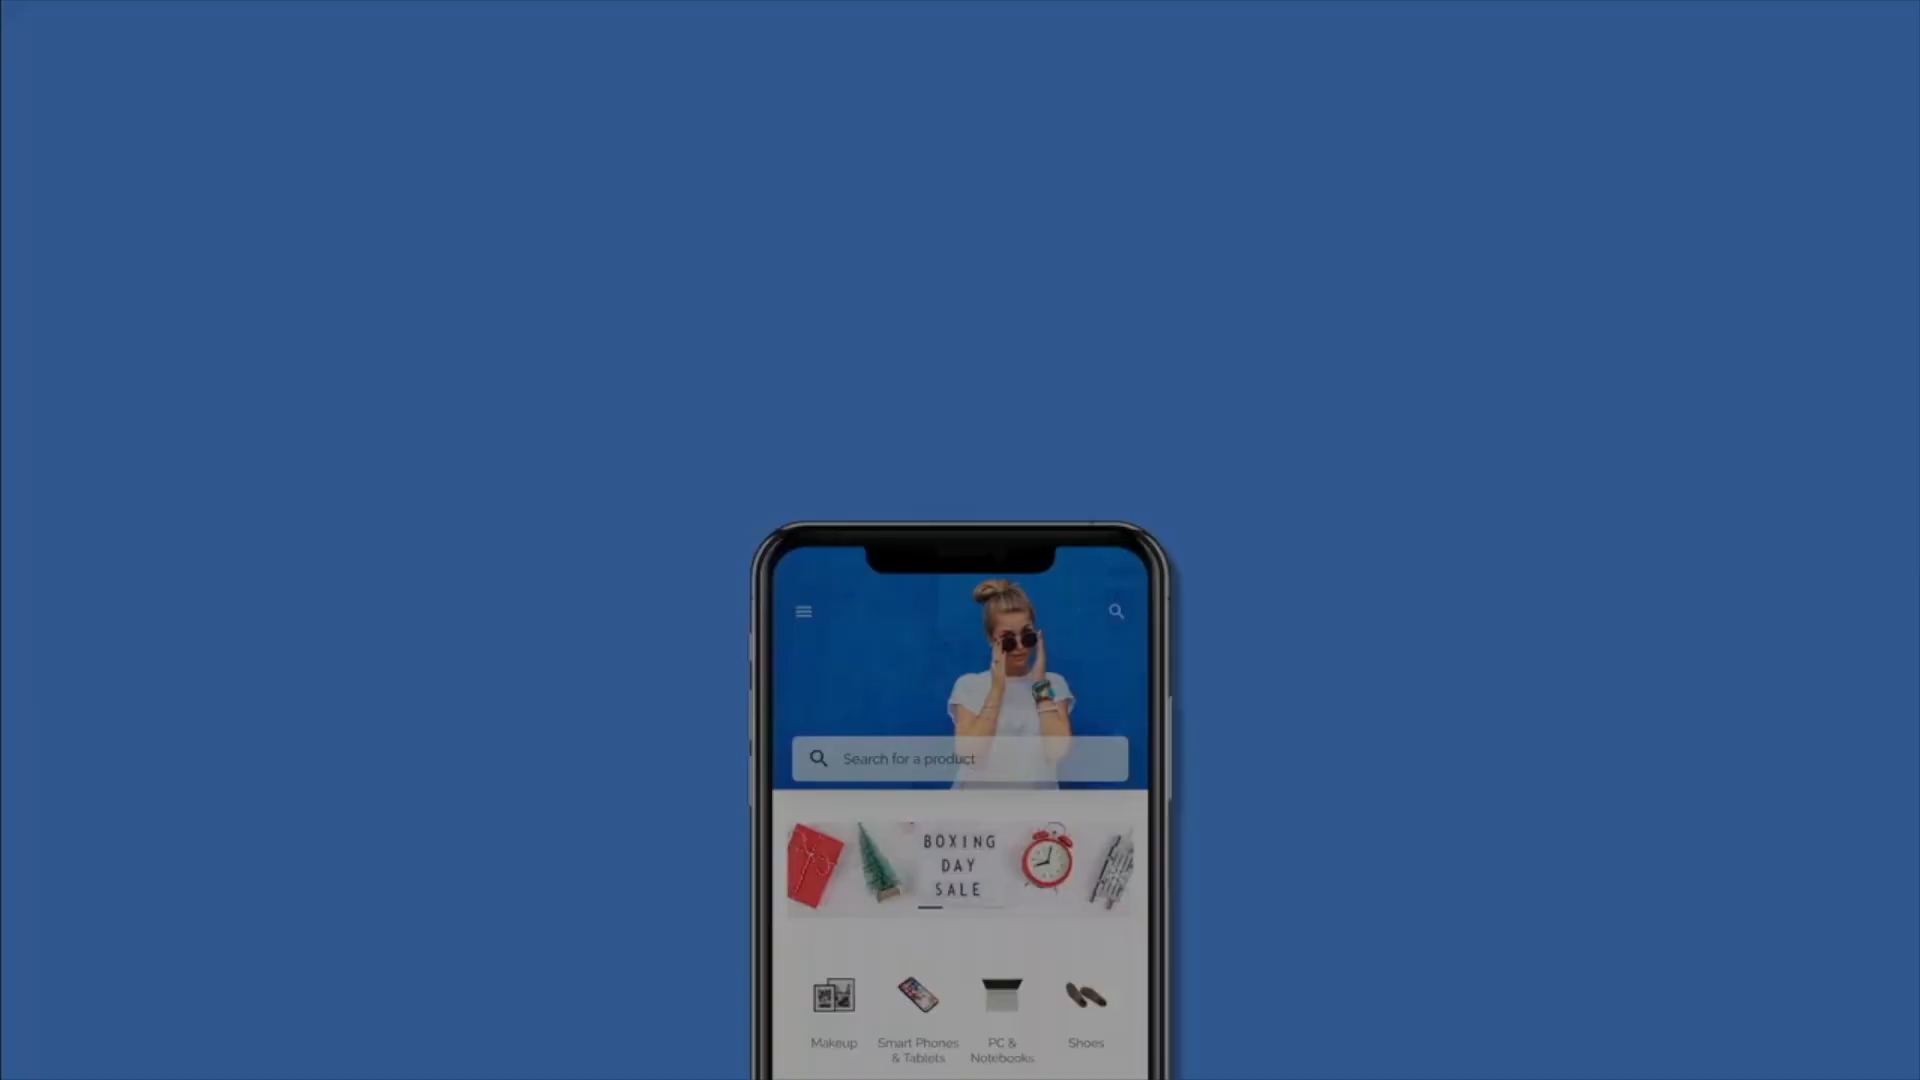 Search for a product
BOXING
DAY
SALE
Makeup
Smart Phones
& Tablets
PC &
Notebooks
Shoes